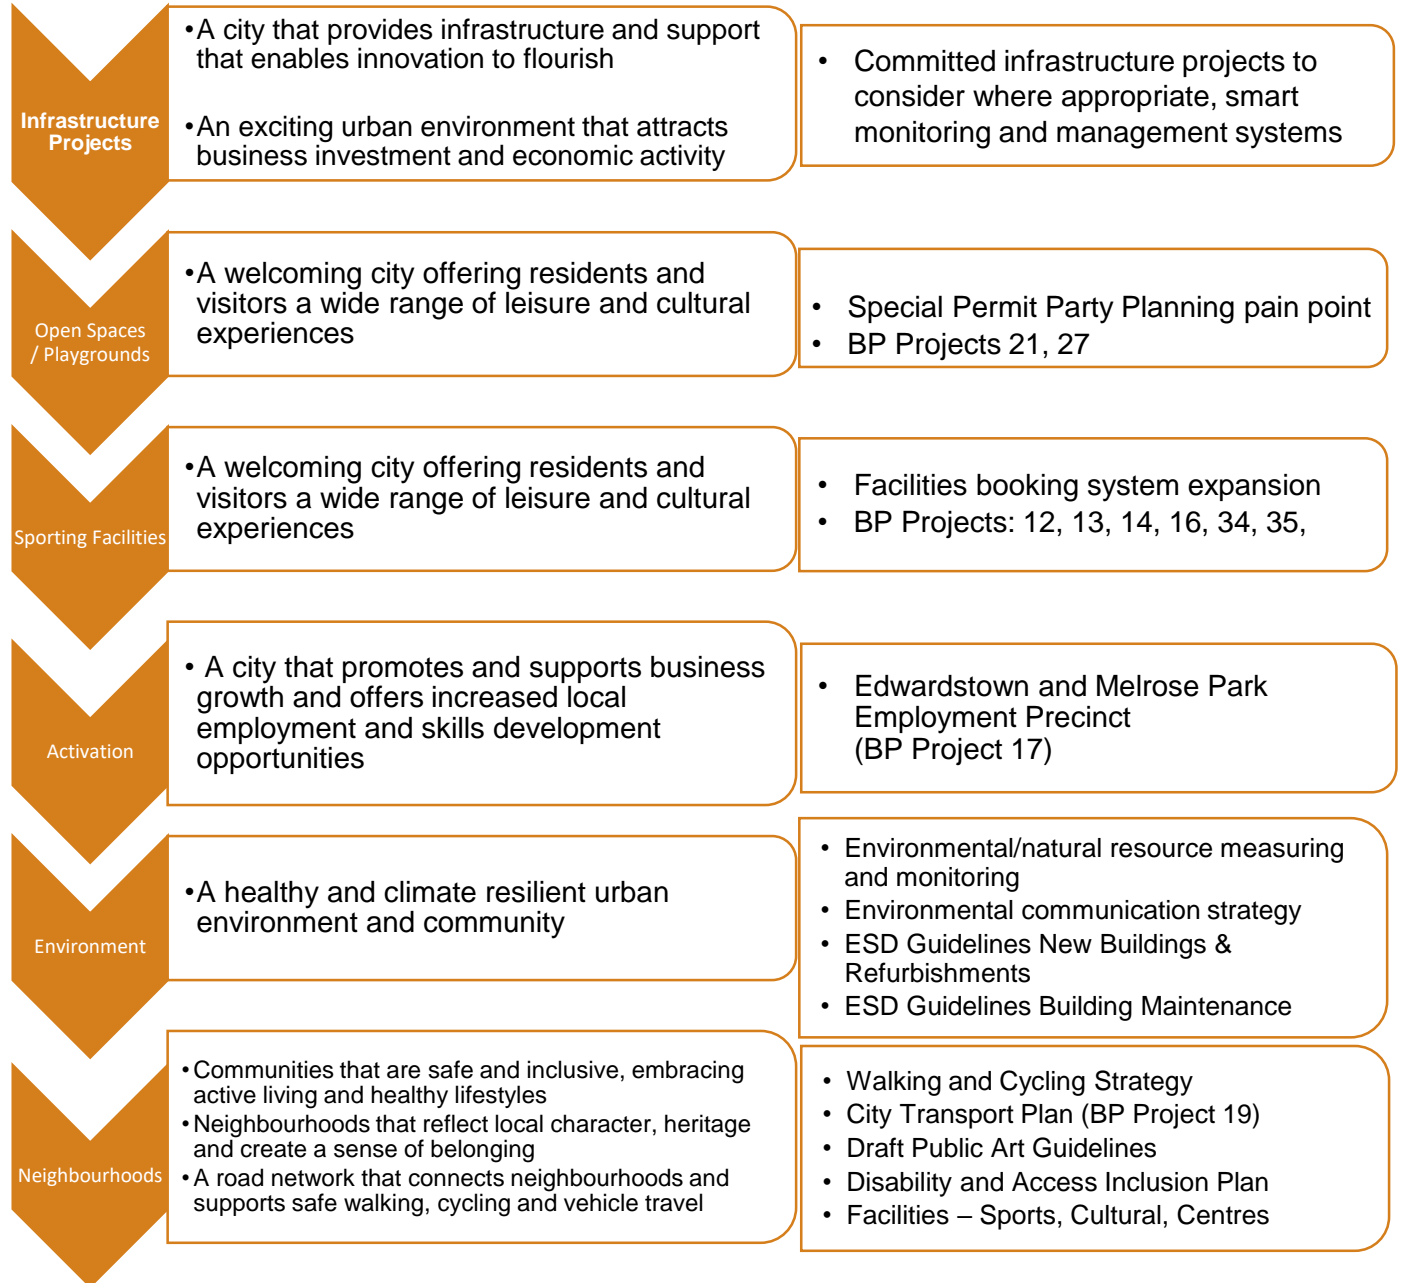 Infrastructure
Projects
•A city that provides infrastructure and support
that enables innovation to flourish
•An exciting urban environment that attracts
business investment and economic activity
• Committed infrastructure projects to
consider where appropriate, smart
monitoring and management systems
Open Spaces
/ Playgrounds
•A welcoming city offering residents and
visitors a wide range of leisure and cultural
experiences
• Special Permit Party Planning pain point
• BP Projects 21, 27
Sporting Facilities
•A welcoming city offering residents and
visitors a wide range of leisure and cultural
experiences
• Facilities booking system expansion
• BP Projects: 12, 13, 14, 16, 34, 35,
Activation
• A city that promotes and supports business
growth and offers increased local
employment and skills development
opportunities
• Edwardstown and Melrose Park
Employment Precinct
(BP Project 17)
Environment
•A healthy and climate resilient urban
environment and community
• Environmental/natural resource measuring
and monitoring
• Environmental communication strategy
• ESD Guidelines New Buildings &
Refurbishments
• ESD Guidelines Building Maintenance
Neighbourhoods
•Communities that are safe and inclusive, embracing
active living and healthy lifestyles
•Neighbourhoods that reflect local character, heritage
and create a sense of belonging
•A road network that connects neighbourhoods and
supports safe walking, cycling and vehicle travel
• Walking and Cycling Strategy
• City Transport Plan (BP Project 19)
• Draft Public Art Guidelines
• Disability and Access Inclusion Plan
• Facilities – Sports, Cultural, Centres